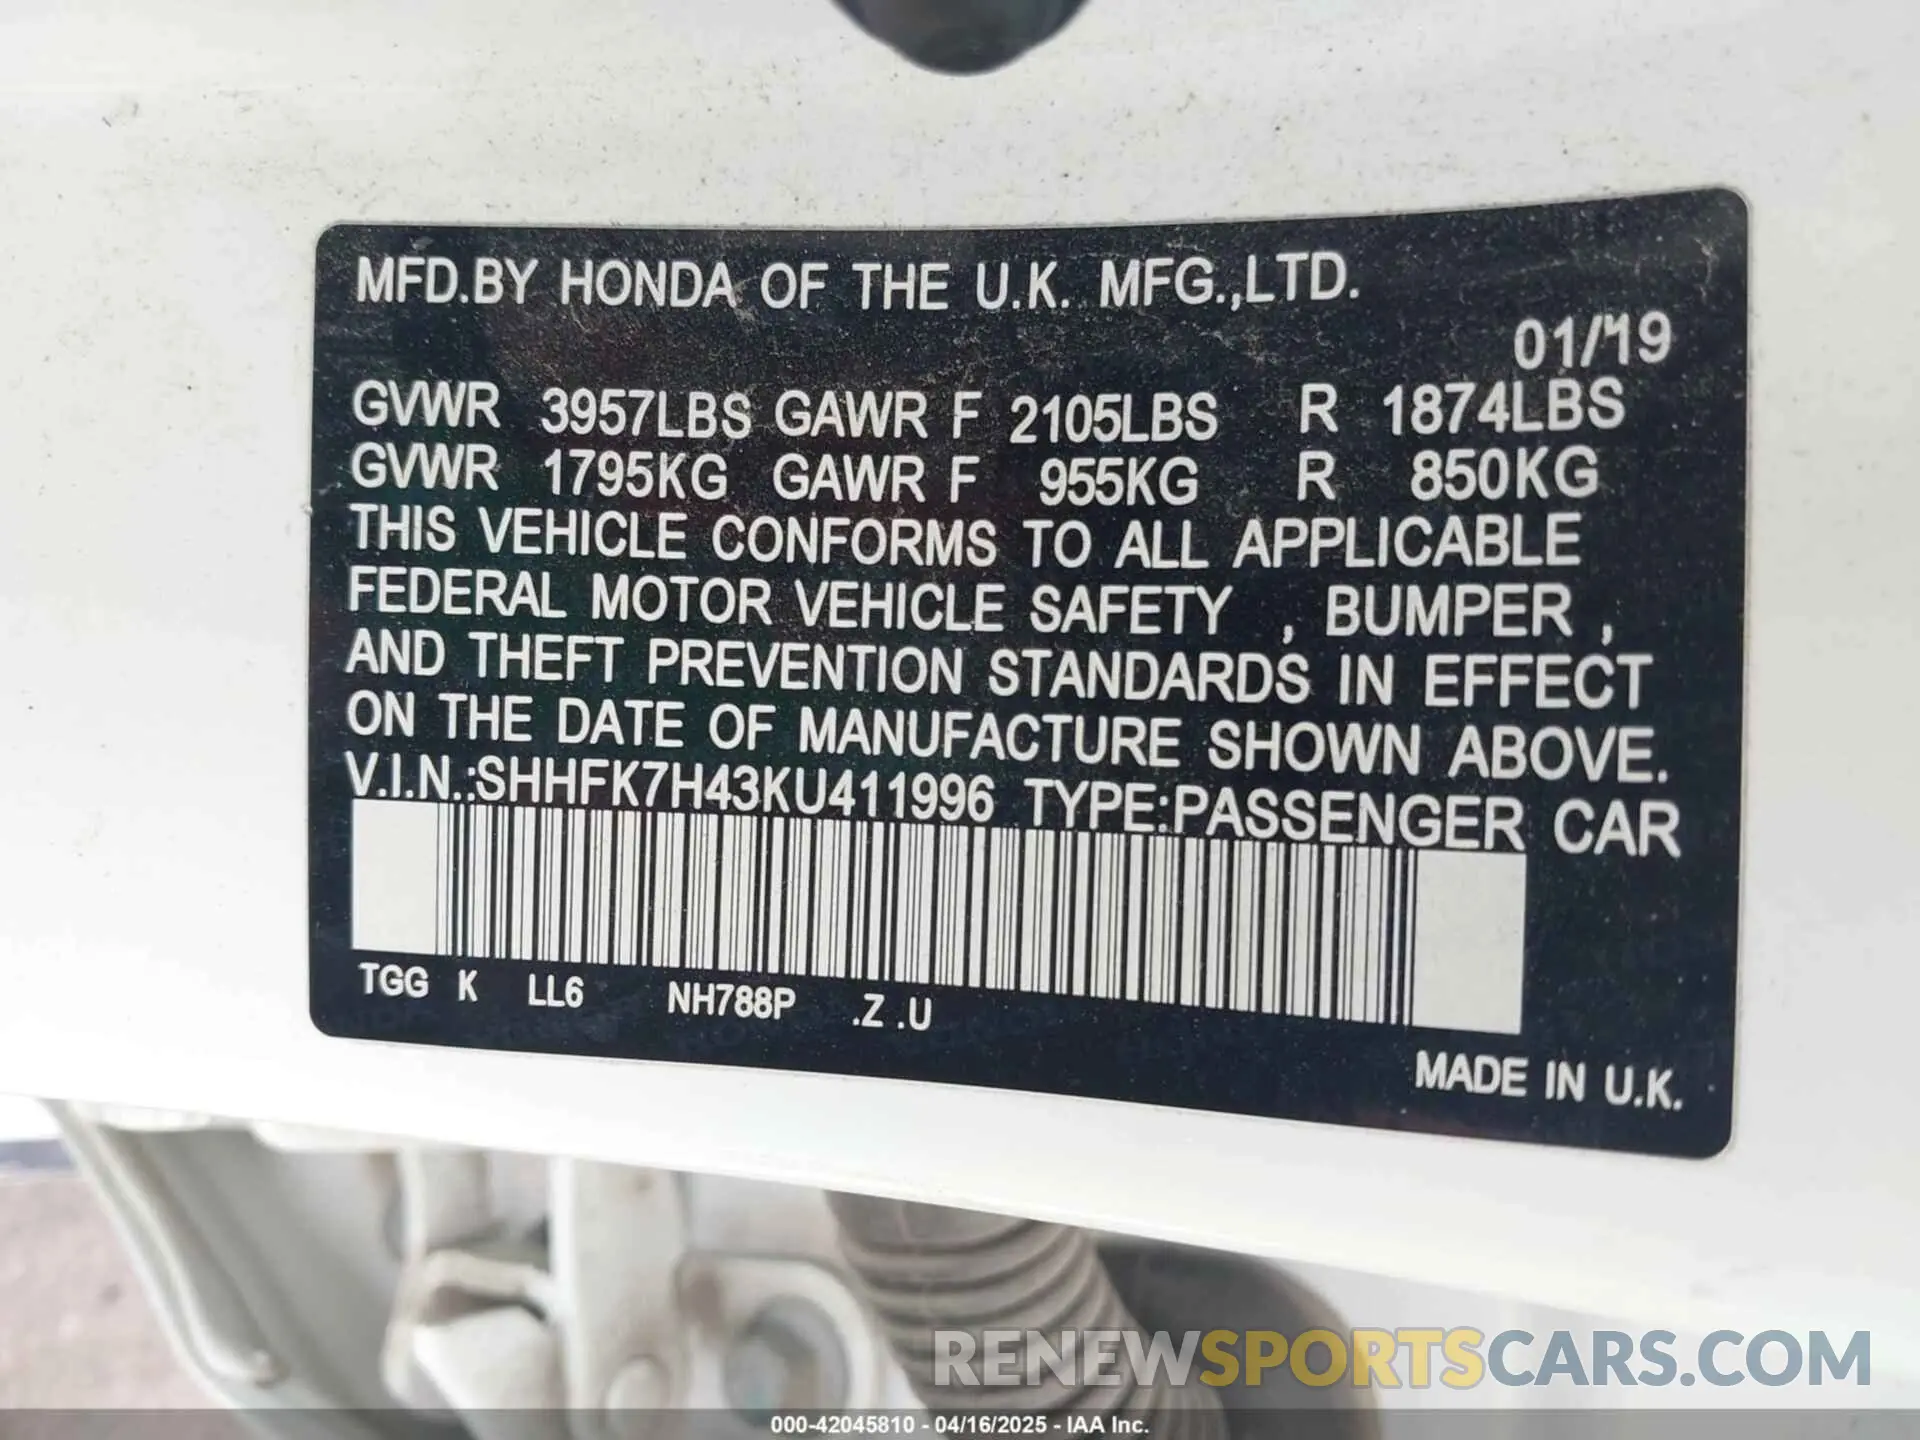 MFD.BY HONDA OF THE U.K. MFG.,LTD.
01/19
GVWR 3957LBS GAWR F 2105LBS R 1874LBS
GVWR 1795KG GAWR F 955KG R 850KG
THIS VEHICLE CONFORMS TO ALL APPLICABLE
FEDERAL MOTOR VEHICLE SAFETY , BUMPER ,
AND THEFT PREVENTION STANDARDS IN EFFECT
ON THE DATE OF MANUFACTURE SHOWN ABOVE.
V.I.N.:SHHFK7H43KU411996 TYPE:PASSENGER CAR
TGG K LL6 NH788P .Z .U
MADE IN U.K.
RENEWSPORTSCARS.COM
000-42045810 - 04/16/2025 - IAA Inc.